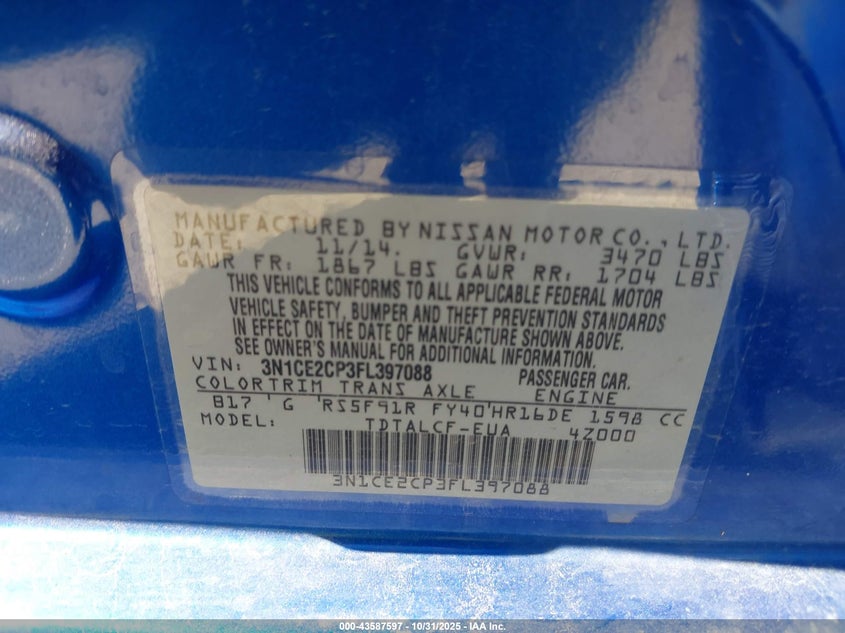 MANUFACTURED BY NISSAN MOTOR CO., LTD.
DATE: 11/14. GVWR: 3470 LBS
GAWR FR: 1867 LBS GAWR RR: 1704 LBS
THIS VEHICLE CONFORMS TO ALL APPLICABLE FEDERAL MOTOR
VEHICLE SAFETY, BUMPER AND THEFT PREVENTION STANDARDS
IN EFFECT ON THE DATE OF MANUFACTURE SHOWN ABOVE.
SEE OWNER'S MANUAL FOR ADDITIONAL INFORMATION.
VIN: 3N1CE2CP3FL397088 PASSENGER CAR.
COLOR TRIM TRANS AXLE ENGINE
B17 ' G 'RS5F91R FY40'HR16DE 1598 CC
MODEL: TDTALCF-EUA 4Z000
3N1CE2CP3FL397088
000-43587597 - 10/31/2025 - IAA, Inc.